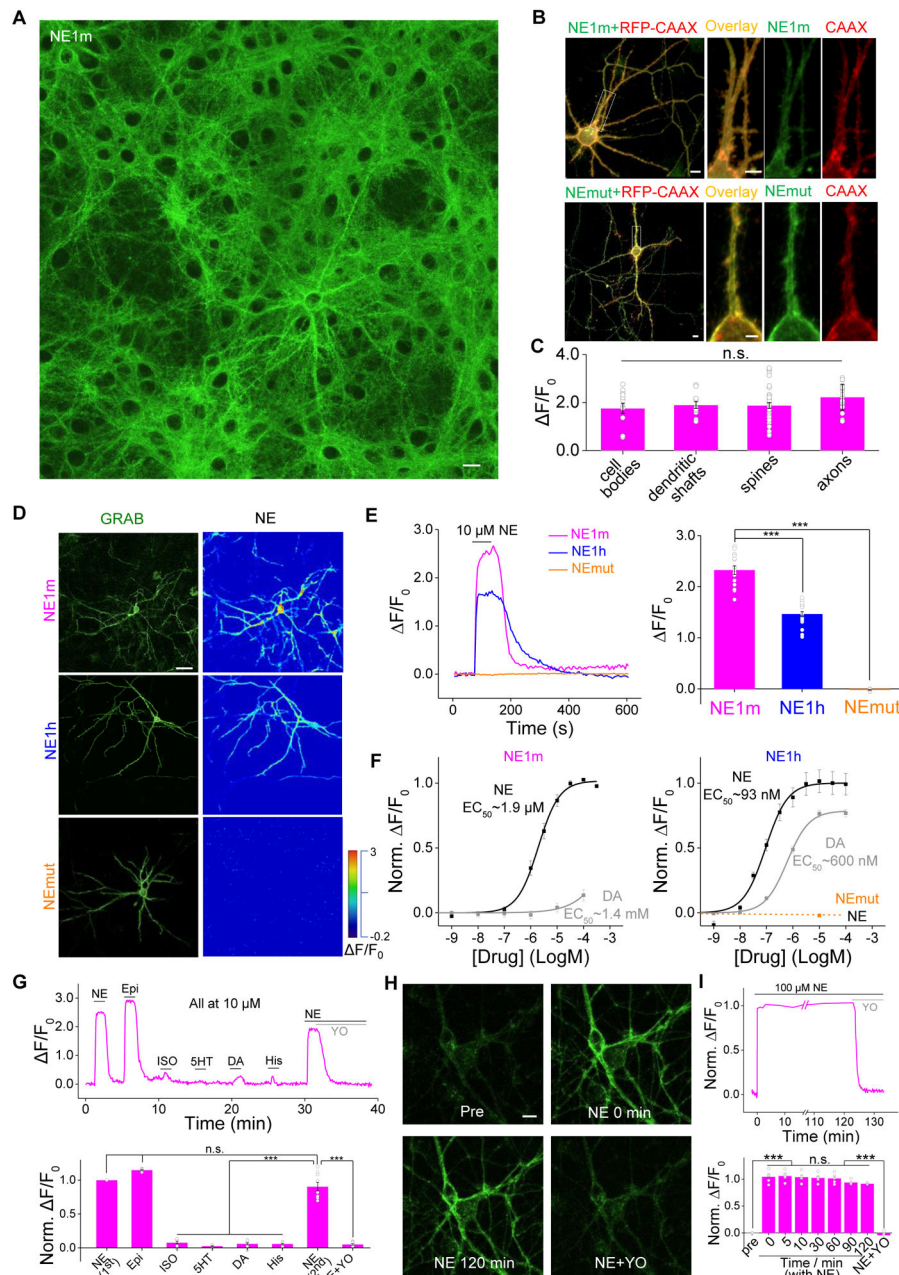 A
NE1m
B
NE1m+RFP-CAAX Overlay NE1m CAAX
NEmut+RFP-CAAX Overlay NEmut CAAX
C
n.s.
4.0
2.0
0.0
ΔF/F0
cell bodies
dendritic shafts
spines
axons
D
GRAB NE
NE1m
NE1h
NEmut
3
-0.2
ΔF/F0
E
10 μM NE
NE1m
NE1h
NEmut
3.0
2.0
1.0
0.0
ΔF/F0
0 200 400 600
Time (s)
***
***
3.0
2.0
1.0
0.0
ΔF/F0
NE1m NE1h NEmut
F
NE1m
NE
EC50~1.9 μM
DA
EC50~1.4 mM
1.0
0.5
0.0
Norm. ΔF/F0
-9 -8 -7 -6 -5 -4 -3
[Drug] (LogM)
NE1h
NE
EC50~93 nM
DA
EC50~600 nM
NEmut
NE
1.0
0.5
0.0
Norm. ΔF/F0
-9 -8 -7 -6 -5 -4 -3
[Drug] (LogM)
G
NE Epi
All at 10 μM
ISO 5HT DA His
NE
YO
3.0
2.0
1.0
0.0
ΔF/F0
0 10 20 30 40
Time (min)
n.s.
***
***
1.0
0.5
0.0
Norm. ΔF/F0
NE
Epi
ISO
5HT
DA
His
NE
H
Pre
NE 0 min
NE 120 min
NE+YO
I
100 μM NE
YO
1.0
0.5
0.0
Norm. ΔF/F0
0 10 110 120 130
Time (min)
*** n.s. ***
1.0
0.5
0.0
Norm. ΔF/F0
pre 0 5 10 30 60 90 120 NE+YO
Time / min
(with NE)